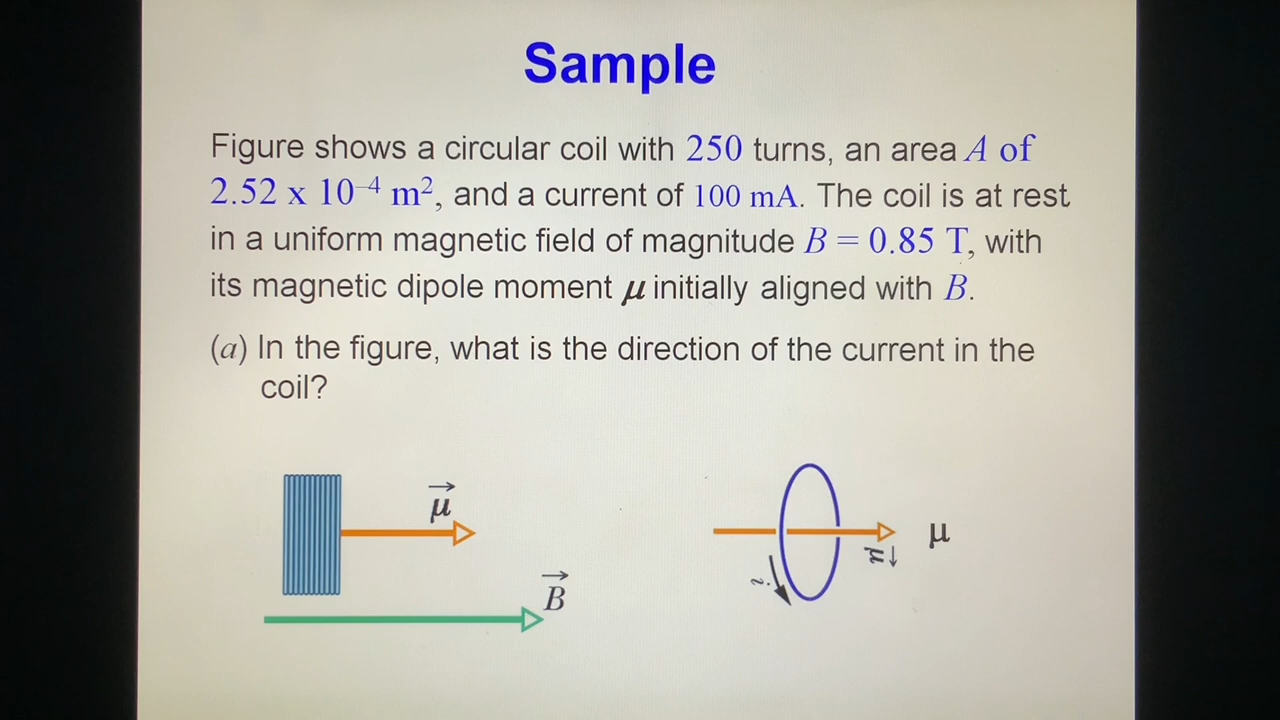 Sample
Figure shows a circular coil with 250 turns, an area A of
2.52 x 10⁻⁴ m², and a current of 100 mA. The coil is at rest
in a uniform magnetic field of magnitude B = 0.85 T, with
its magnetic dipole moment μ initially aligned with B.
(a) In the figure, what is the direction of the current in the
coil?
μ⃗
B⃗
i
μ⃗
μ